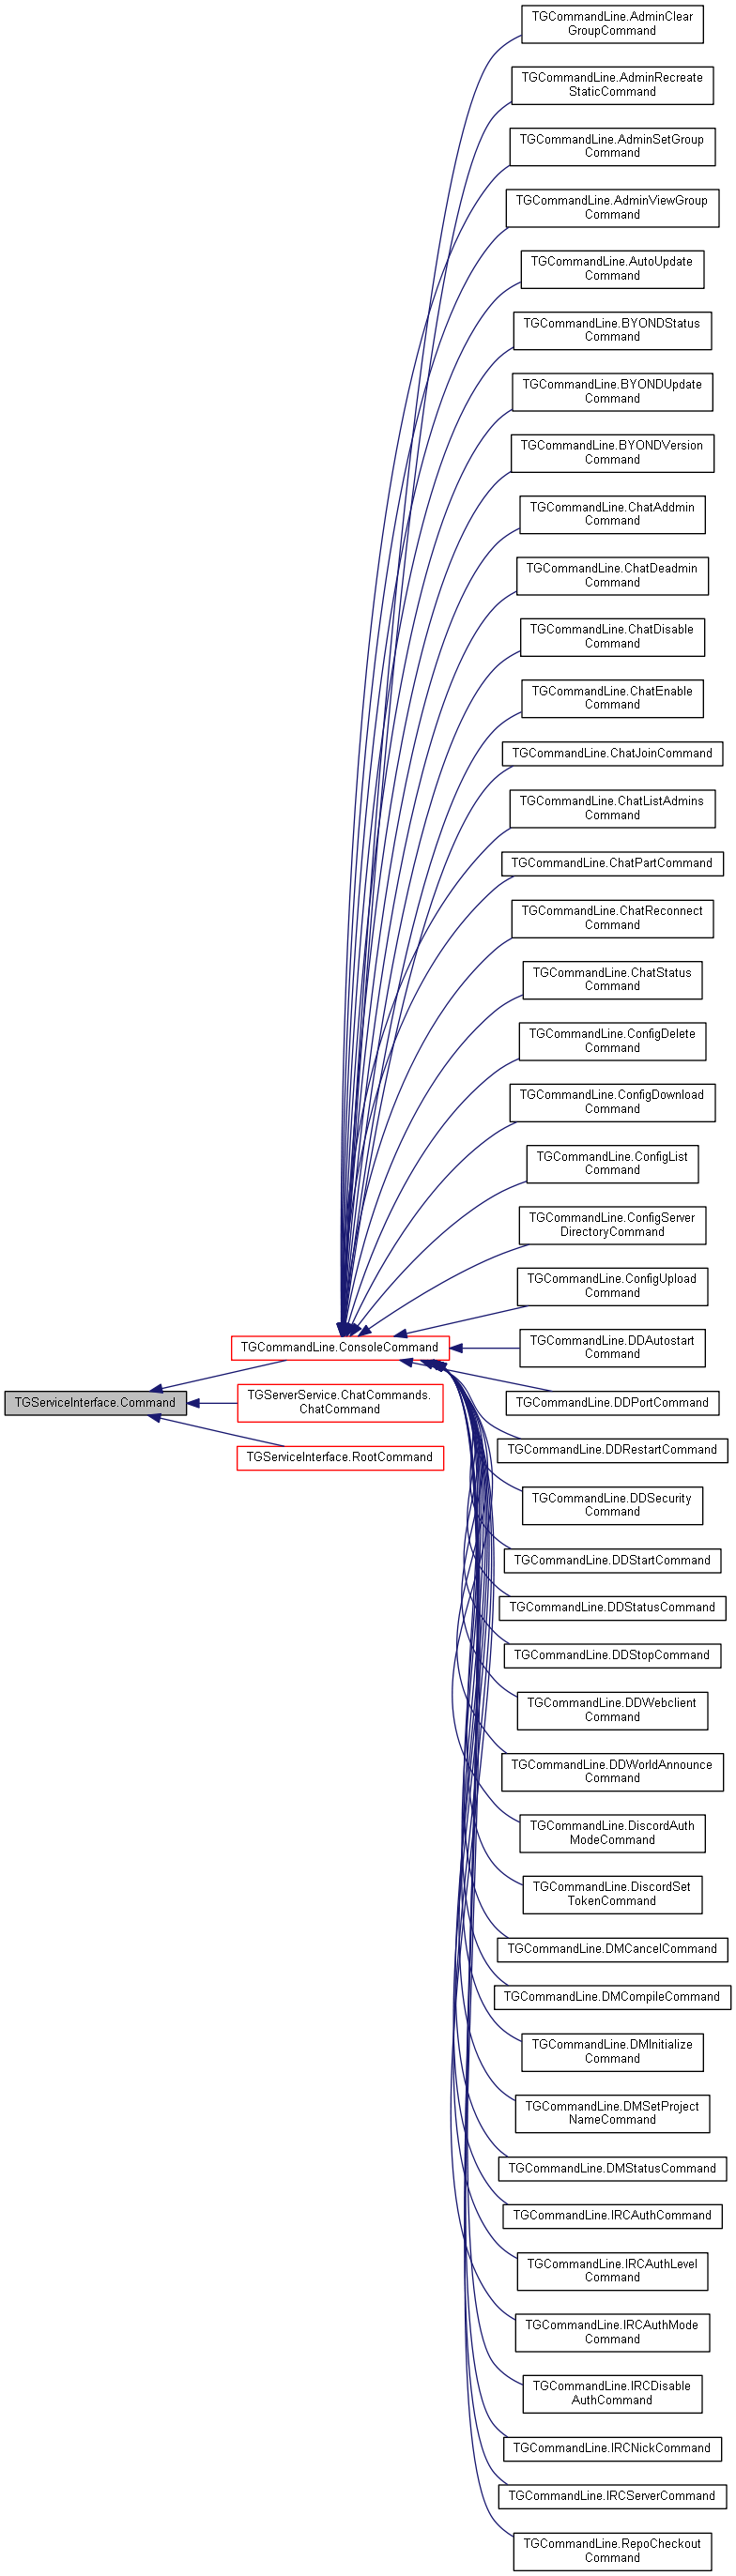 TGCommandLine.AdminClear
GroupCommand
TGCommandLine.AdminRecreate
StaticCommand
TGCommandLine.AdminSetGroup
Command
TGCommandLine.AdminViewGroup
Command
TGCommandLine.AutoUpdate
Command
TGCommandLine.BYONDStatus
Command
TGCommandLine.BYONDUpdate
Command
TGCommandLine.BYONDVersion
Command
TGCommandLine.ChatAddmin
Command
TGCommandLine.ChatDeadmin
Command
TGCommandLine.ChatDisable
Command
TGCommandLine.ChatEnable
Command
TGCommandLine.ChatJoinCommand
TGCommandLine.ChatListAdmins
Command
TGCommandLine.ChatPartCommand
TGCommandLine.ChatReconnect
Command
TGCommandLine.ChatStatus
Command
TGCommandLine.ConfigDelete
Command
TGCommandLine.ConfigDownload
Command
TGCommandLine.ConfigList
Command
TGCommandLine.ConfigServer
DirectoryCommand
TGCommandLine.ConfigUpload
Command
TGCommandLine.ConsoleCommand
TGCommandLine.DDAutostart
Command
TGServiceInterface.Command
TGServerService.ChatCommands.
ChatCommand
TGCommandLine.DDPortCommand
TGServiceInterface.RootCommand
TGCommandLine.DDRestartCommand
TGCommandLine.DDSecurity
Command
TGCommandLine.DDStartCommand
TGCommandLine.DDStatusCommand
TGCommandLine.DDStopCommand
TGCommandLine.DDWebclient
Command
TGCommandLine.DDWorldAnnounce
Command
TGCommandLine.DiscordAuth
ModeCommand
TGCommandLine.DiscordSet
TokenCommand
TGCommandLine.DMCancelCommand
TGCommandLine.DMCompileCommand
TGCommandLine.DMInitialize
Command
TGCommandLine.DMSetProject
NameCommand
TGCommandLine.DMStatusCommand
TGCommandLine.IRCAuthCommand
TGCommandLine.IRCAuthLevel
Command
TGCommandLine.IRCAuthMode
Command
TGCommandLine.IRCDisable
AuthCommand
TGCommandLine.IRCNickCommand
TGCommandLine.IRCServerCommand
TGCommandLine.RepoCheckout
Command